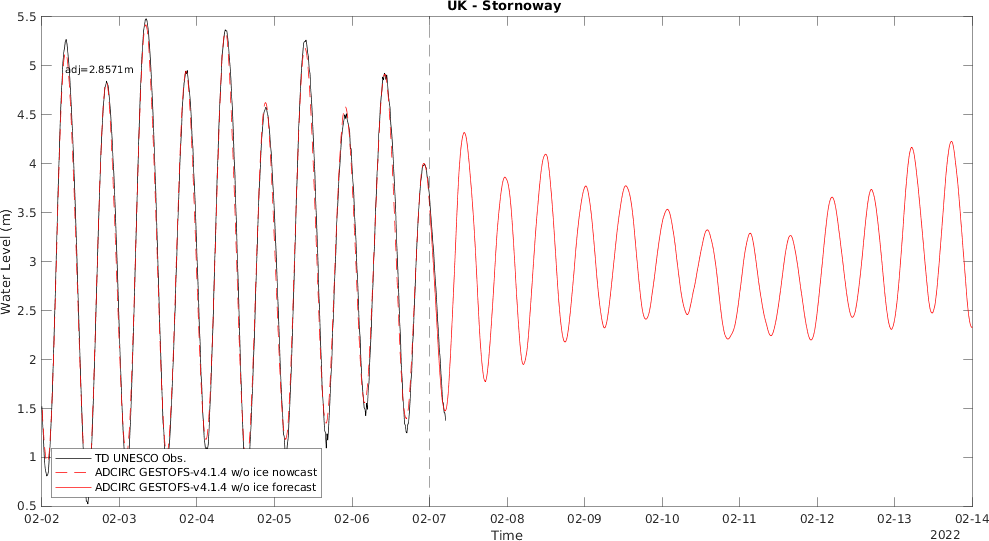 UK - Stornoway
5.5
5
4.5
4
3.5
3
2.5
2
1.5
1
0.5
Water Level (m)
adj=2.8571m
TD UNESCO Obs.
ADCIRC GESTOFS-v4.1.4 w/o ice nowcast
ADCIRC GESTOFS-v4.1.4 w/o ice forecast
02-02 02-03 02-04 02-05 02-06 02-07 02-08 02-09 02-10 02-11 02-12 02-13 02-14
Time
2022